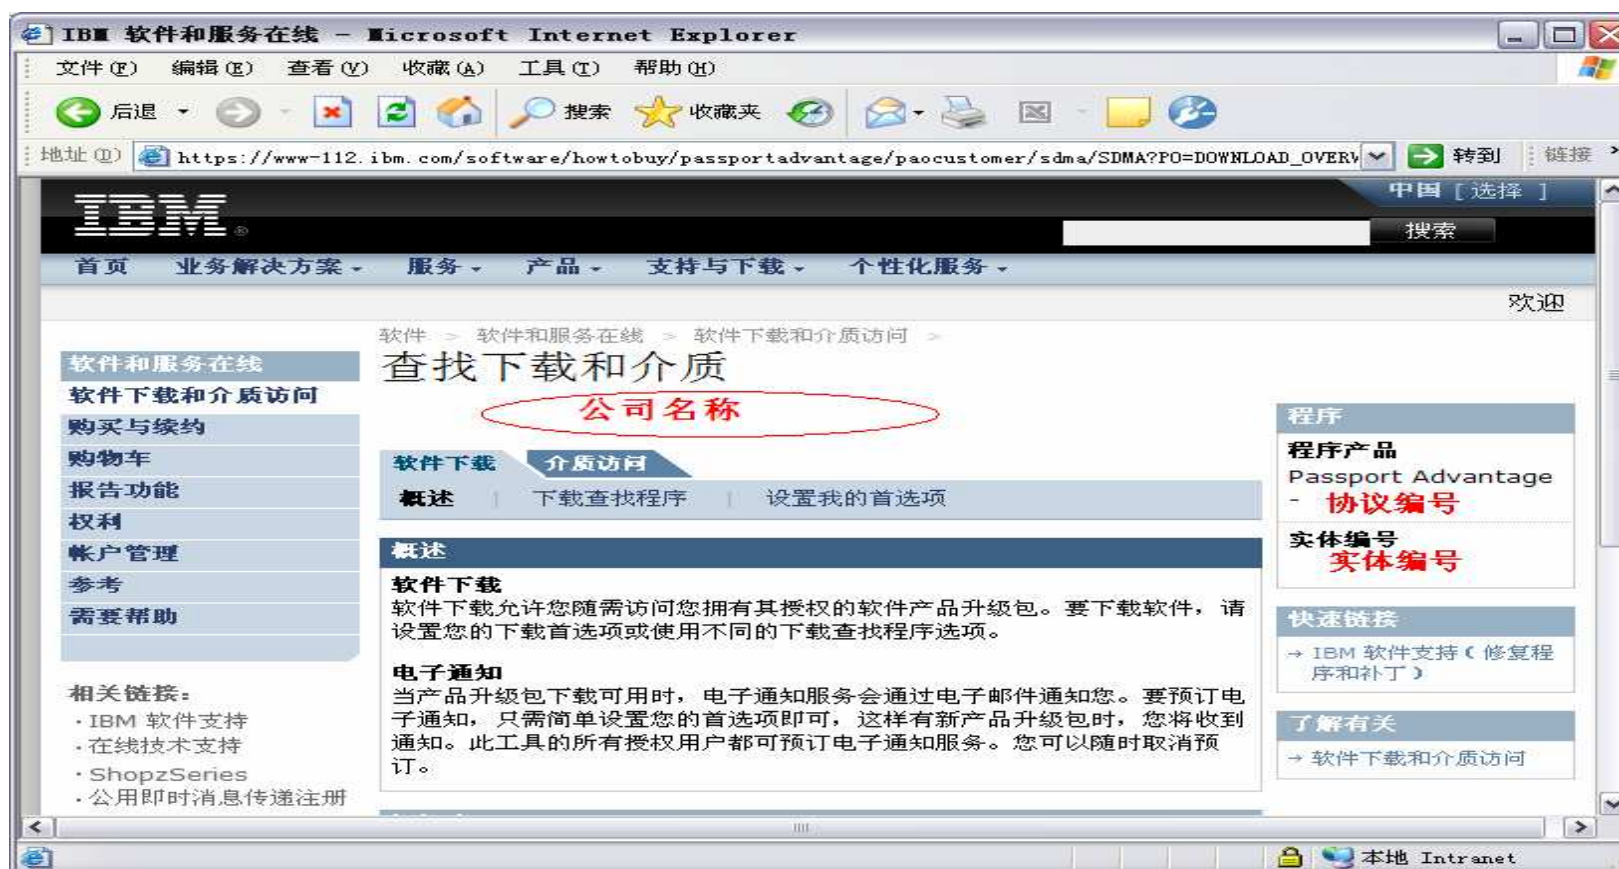 IBM 软件和服务在线 - Microsoft Internet Explorer
文件(F) 编辑(E) 查看(V) 收藏(A) 工具(T) 帮助(H)
后退 搜索 收藏夹
地址(D) https://www-112.ibm.com/software/howtobuy/passportadvantage/paocustomer/sdma/SDMA?PO=DOWNLOAD_OVERV 转到 链接
中国 [ 选择 ]
IBM®
搜索
首页 业务解决方案 服务 产品 支持与下载 个性化服务
欢迎
软件 > 软件和服务在线 > 软件下载和介质访问 >
查找下载和介质
公司名称
软件和服务在线
软件下载和介质访问
购买与续约
购物车
报告功能
权利
帐户管理
参考
需要帮助
相关链接:
·IBM 软件支持
·在线技术支持
·ShopzSeries
·公用即时消息传递注册
软件下载 介质访问
概述 | 下载查找程序 | 设置我的首选项
概述
软件下载
软件下载允许您随需访问您拥有其授权的软件产品升级包。要下载软件,请
设置您的下载首选项或使用不同的下载查找程序选项。
电子通知
当产品升级包下载可用时,电子通知服务会通过电子邮件通知您。要预订电
子通知,只需简单设置您的首选项即可,这样有新产品升级包时,您将收到
通知。此工具的所有授权用户都可预订电子通知服务。您可以随时取消预
订。
程序
程序产品
Passport Advantage
- 协议编号
实体编号
实体编号
快速链接
→ IBM 软件支持(修复程
序和补丁)
了解有关
→ 软件下载和介质访问
本地 Intranet